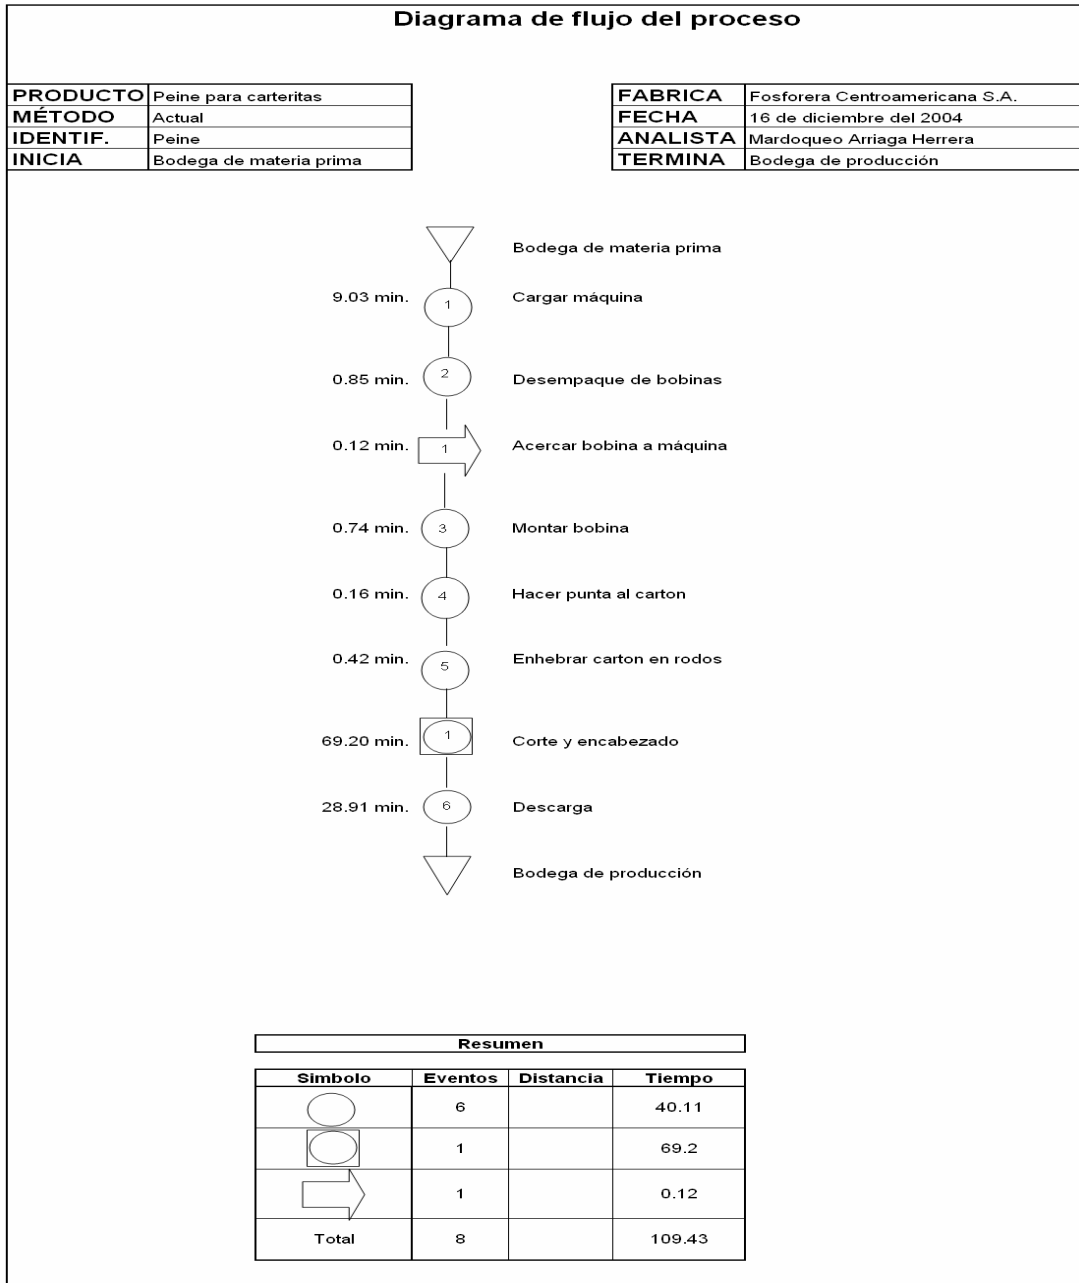 Diagrama de flujo del proceso
PRODUCTO Peine para carteritas
MÉTODO Actual
IDENTIF. Peine
INICIA Bodega de materia prima
FABRICA Fosforera Centroamericana S.A.
FECHA 16 de diciembre del 2004
ANALISTA Mardoqueo Arriaga Herrera
TERMINA Bodega de producción
Bodega de materia prima
9.03 min. 1 Cargar máquina
0.85 min. 2 Desempaque de bobinas
0.12 min. 1 Acercar bobina a máquina
0.74 min. 3 Montar bobina
0.16 min. 4 Hacer punta al carton
0.42 min. 5 Enhebrar carton en rodos
69.20 min. 1 Corte y encabezado
28.91 min. 6 Descarga
Bodega de producción
Resumen
Simbolo Eventos Distancia Tiempo
6 40.11
1 69.2
1 0.12
Total 8 109.43